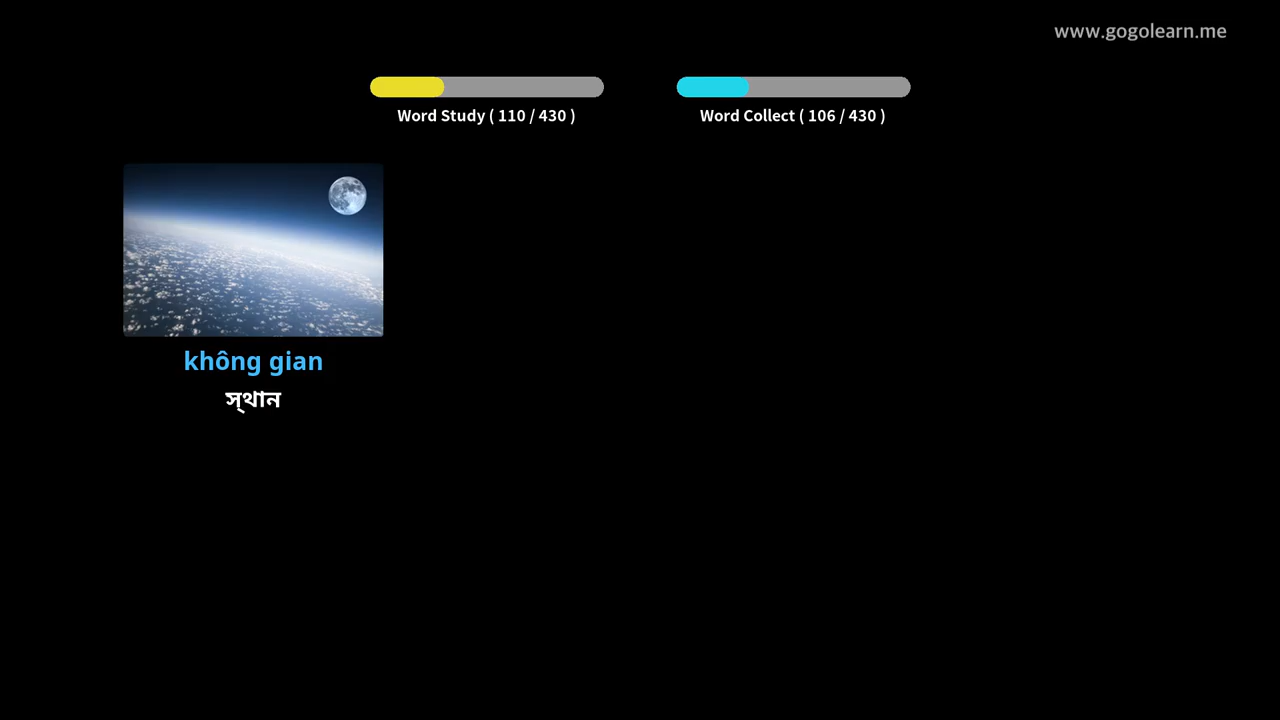 www.gogolearn.me
Word Study ( 110 / 430 )
Word Collect ( 106 / 430 )
không gian
স্থান